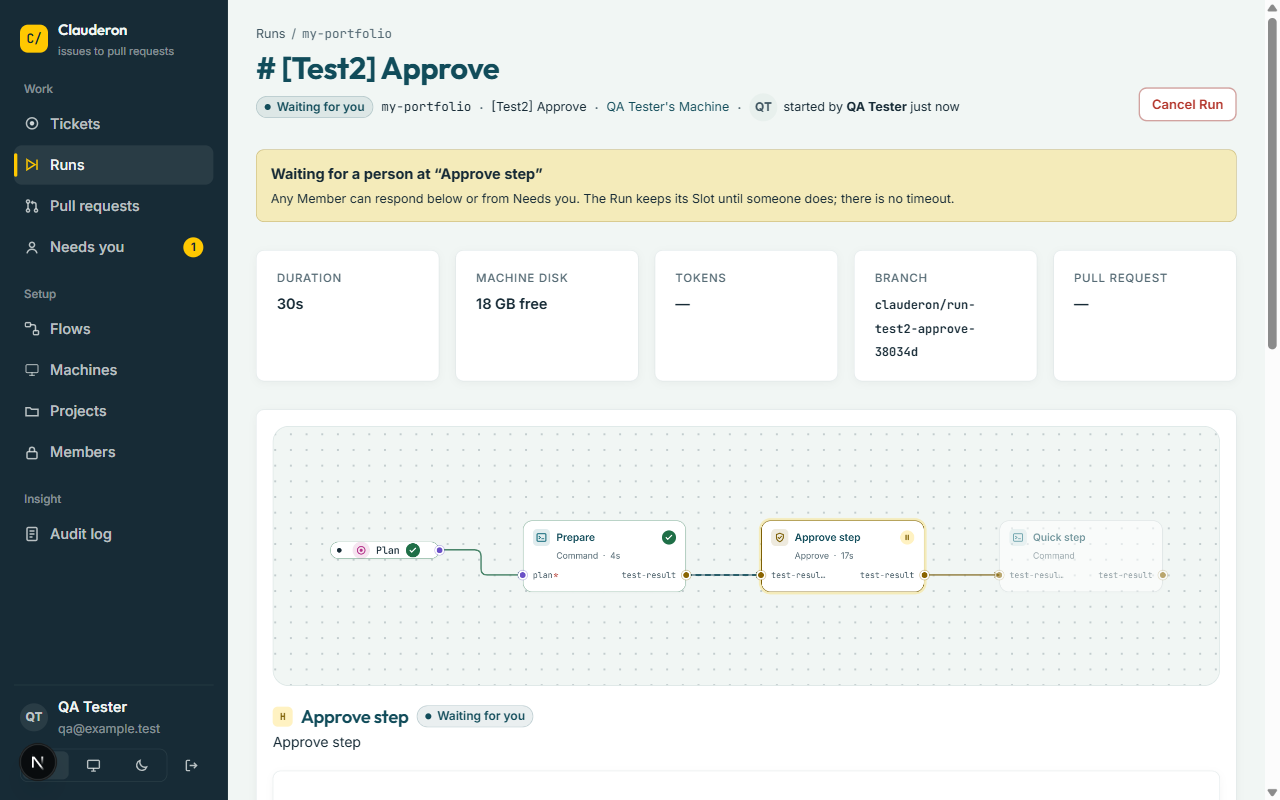 C/
Clauderon
issues to pull requests
Work
Tickets
Runs
Pull requests
Needs you
1
Setup
Flows
Machines
Projects
Members
Insight
Audit log
QT
QA Tester
qa@example.test
N
Runs / my-portfolio
# [Test2] Approve
Waiting for you my-portfolio · [Test2] Approve · QA Tester's Machine · QT started by QA Tester just now
Cancel Run
Waiting for a person at “Approve step”
Any Member can respond below or from Needs you. The Run keeps its Slot until someone does; there is no timeout.
DURATION
30s
MACHINE DISK
18 GB free
TOKENS
—
BRANCH
clauderon/run-
test2-approve-
38034d
PULL REQUEST
—
Plan
Prepare
Command · 4s
plan* test-result
Approve step
Approve · 17s
test-resul… test-result
Quick step
Command
test-resul… test-result
H Approve step Waiting for you
Approve step